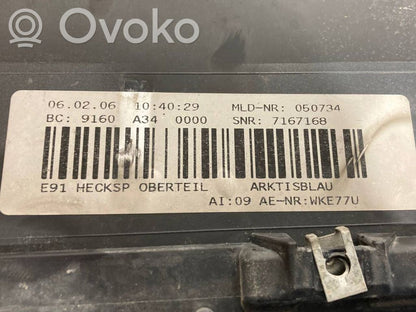 Ovoko
06.02.06 10:40:29 MLD-NR: 050734
BC: 9160 A34 0000 SNR: 7167168
E91 HECKSP OBERTEIL ARKTISBLAU
AI:09 AE-NR:WKE77U